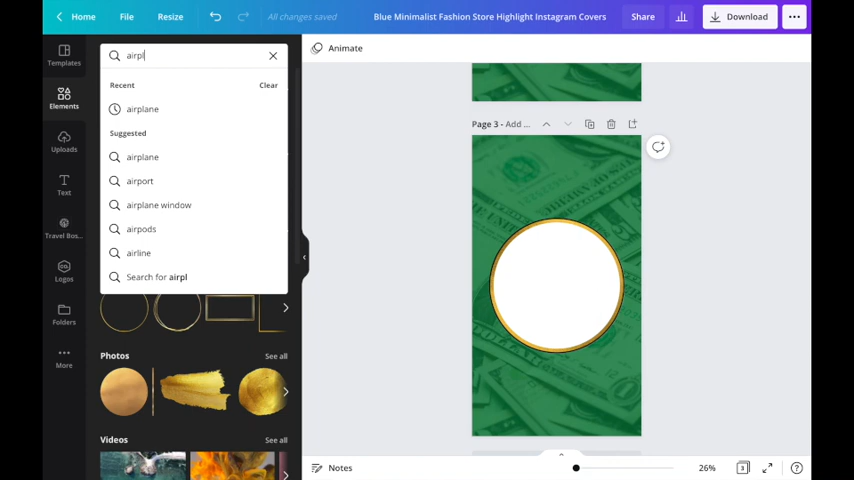 Home
File
Resize
All changes saved
Blue Minimalist Fashion Store Highlight Instagram Covers
Share
Download
Templates
Elements
Uploads
Text
Travel Bos...
Logos
Folders
More
airpl
Recent
Clear
airplane
Suggested
airplane
airport
airplane window
airpods
airline
Search for airpl
Photos
See all
Videos
See all
Animate
Page 3 - Add ...
Notes
26%
3
?